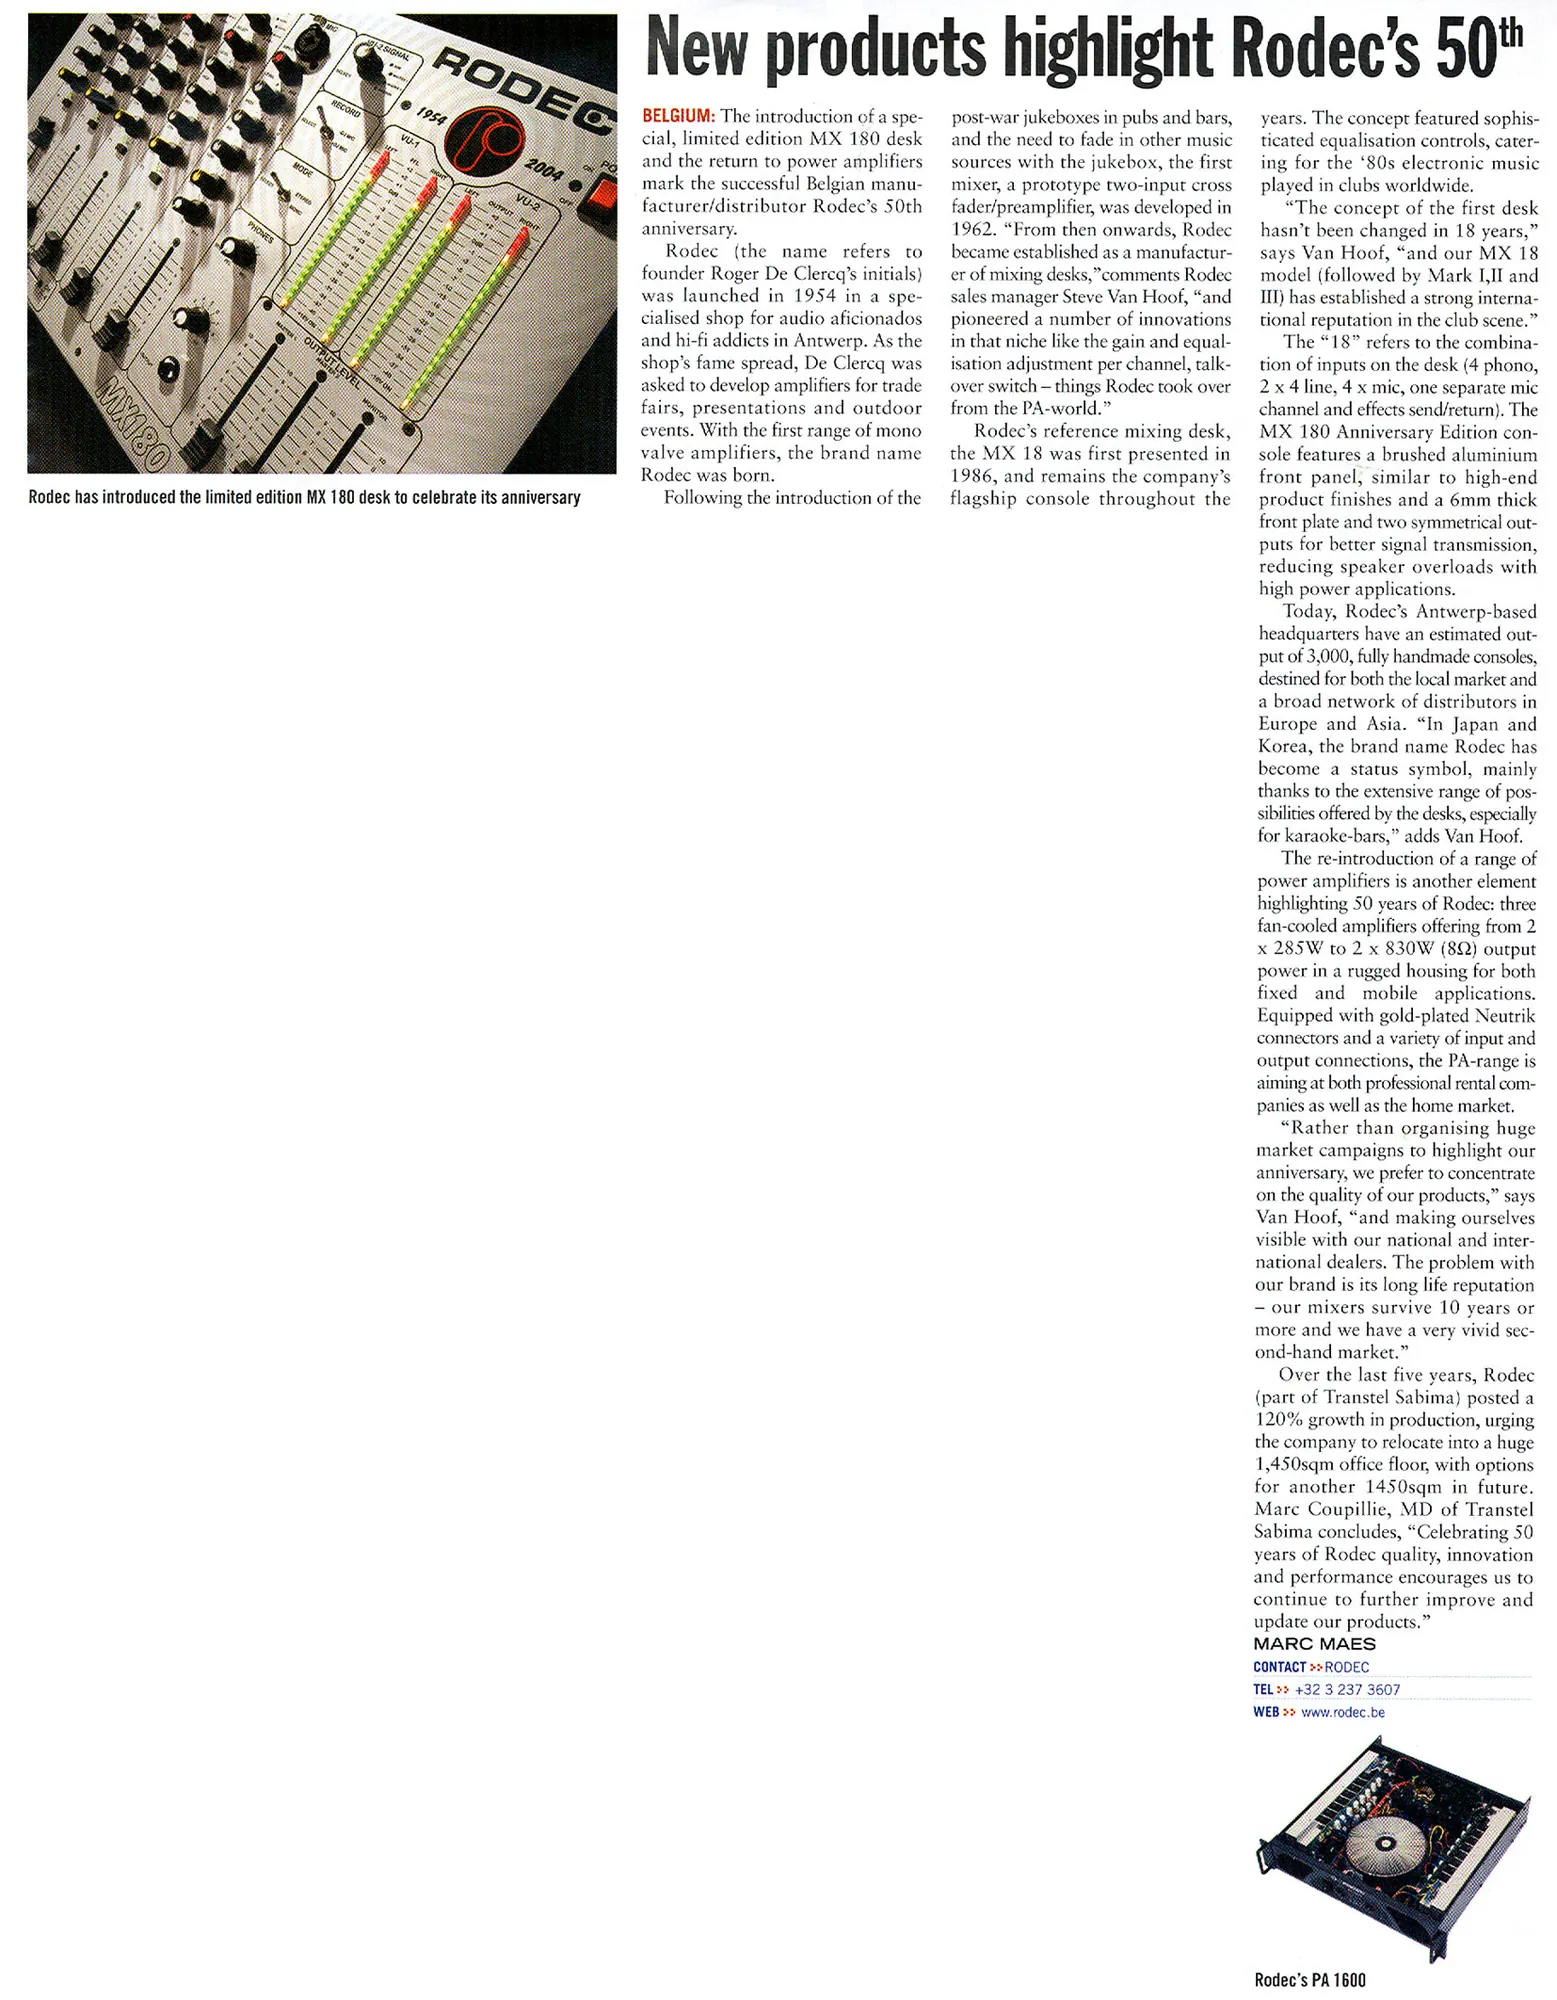 New products highlight Rodec's 50th
RODEC
1954
2004
MIC
VU-2 SIGNAL
RECORD
SELECT
VU-1
LEFT
RIGHT
MODE
STEREO
MONO
PHONES
VU-2
LEFT
OUTPUT
RIGHT
OFF
OUTPUT LEVEL
MASTER
MONITOR
MX180
Rodec has introduced the limited edition MX 180 desk to celebrate its anniversary
BELGIUM: The introduction of a spe-
cial, limited edition MX 180 desk
and the return to power amplifiers
mark the successful Belgian manu-
facturer/distributor Rodec's 50th
anniversary.
Rodec (the name refers to
founder Roger De Clercq's initials)
was launched in 1954 in a spe-
cialised shop for audio aficionados
and hi-fi addicts in Antwerp. As the
shop's fame spread, De Clercq was
asked to develop amplifiers for trade
fairs, presentations and outdoor
events. With the first range of mono
valve amplifiers, the brand name
Rodec was born.
Following the introduction of the
post-war jukeboxes in pubs and bars,
and the need to fade in other music
sources with the jukebox, the first
mixer, a prototype two-input cross
fader/preamplifier, was developed in
1962. “From then onwards, Rodec
became established as a manufactur-
er of mixing desks,”comments Rodec
sales manager Steve Van Hoof, “and
pioneered a number of innovations
in that niche like the gain and equal-
isation adjustment per channel, talk-
over switch – things Rodec took over
from the PA-world.”
Rodec's reference mixing desk,
the MX 18 was first presented in
1986, and remains the company's
flagship console throughout the
years. The concept featured sophis-
ticated equalisation controls, cater-
ing for the ‘80s electronic music
played in clubs worldwide.
“The concept of the first desk
hasn't been changed in 18 years,”
says Van Hoof, “and our MX 18
model (followed by Mark I,II and
III) has established a strong interna-
tional reputation in the club scene.”
The “18” refers to the combina-
tion of inputs on the desk (4 phono,
2 x 4 line, 4 x mic, one separate mic
channel and effects send/return). The
MX 180 Anniversary Edition con-
sole features a brushed aluminium
front panel, similar to high-end
product finishes and a 6mm thick
front plate and two symmetrical out-
puts for better signal transmission,
reducing speaker overloads with
high power applications.
Today, Rodec's Antwerp-based
headquarters have an estimated out-
put of 3,000, fully handmade consoles,
destined for both the local market and
a broad network of distributors in
Europe and Asia. “In Japan and
Korea, the brand name Rodec has
become a status symbol, mainly
thanks to the extensive range of pos-
sibilities offered by the desks, especially
for karaoke-bars,” adds Van Hoof.
The re-introduction of a range of
power amplifiers is another element
highlighting 50 years of Rodec: three
fan-cooled amplifiers offering from 2
x 285W to 2 x 830W (8Ω) output
power in a rugged housing for both
fixed and mobile applications.
Equipped with gold-plated Neutrik
connectors and a variety of input and
output connections, the PA-range is
aiming at both professional rental com-
panies as well as the home market.
“Rather than organising huge
market campaigns to highlight our
anniversary, we prefer to concentrate
on the quality of our products,” says
Van Hoof, “and making ourselves
visible with our national and inter-
national dealers. The problem with
our brand is its long life reputation
– our mixers survive 10 years or
more and we have a very vivid sec-
ond-hand market.”
Over the last five years, Rodec
(part of Transtel Sabima) posted a
120% growth in production, urging
the company to relocate into a huge
1,450sqm office floor, with options
for another 1450sqm in future.
Marc Coupillie, MD of Transtel
Sabima concludes, “Celebrating 50
years of Rodec quality, innovation
and performance encourages us to
continue to further improve and
update our products.”
MARC MAES
CONTACT >> RODEC
TEL >> +32 3 237 3607
WEB >> www.rodec.be
Rodec's PA 1600